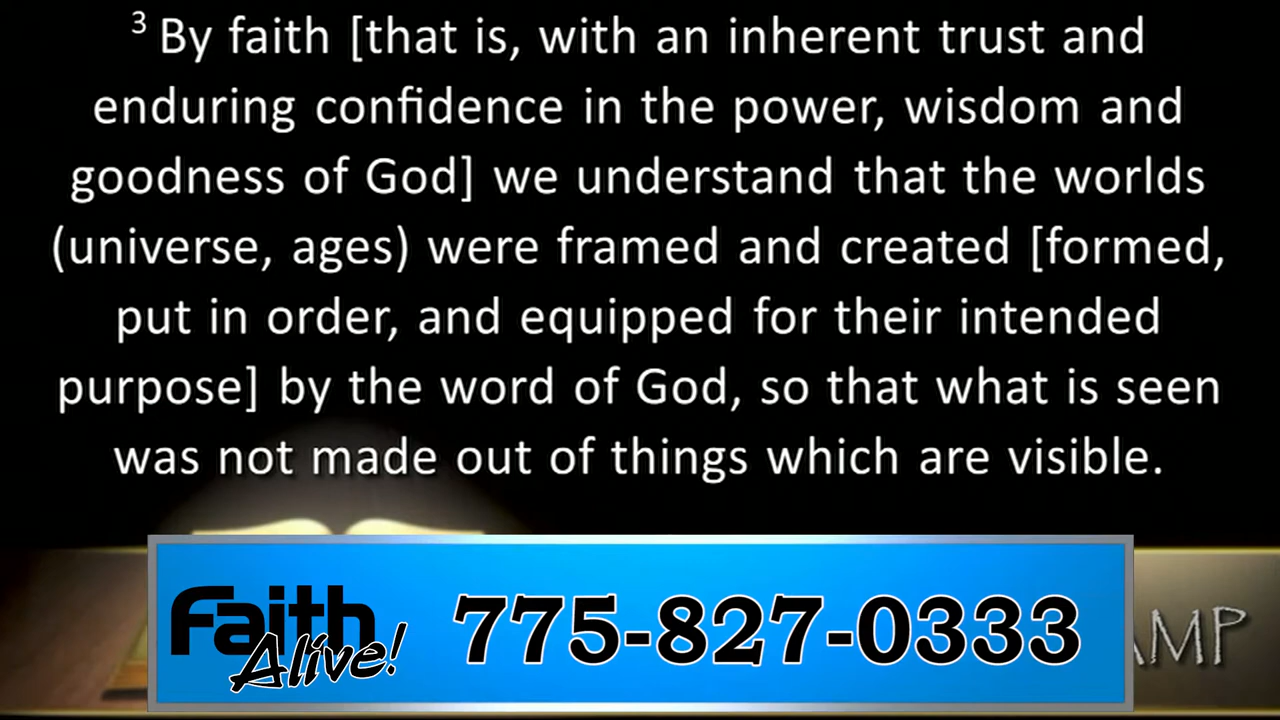 3 By faith [that is, with an inherent trust and
enduring confidence in the power, wisdom and
goodness of God] we understand that the worlds
(universe, ages) were framed and created [formed,
put in order, and equipped for their intended
purpose] by the word of God, so that what is seen
was not made out of things which are visible.
Faith
Alive!
775-827-0333
AMP